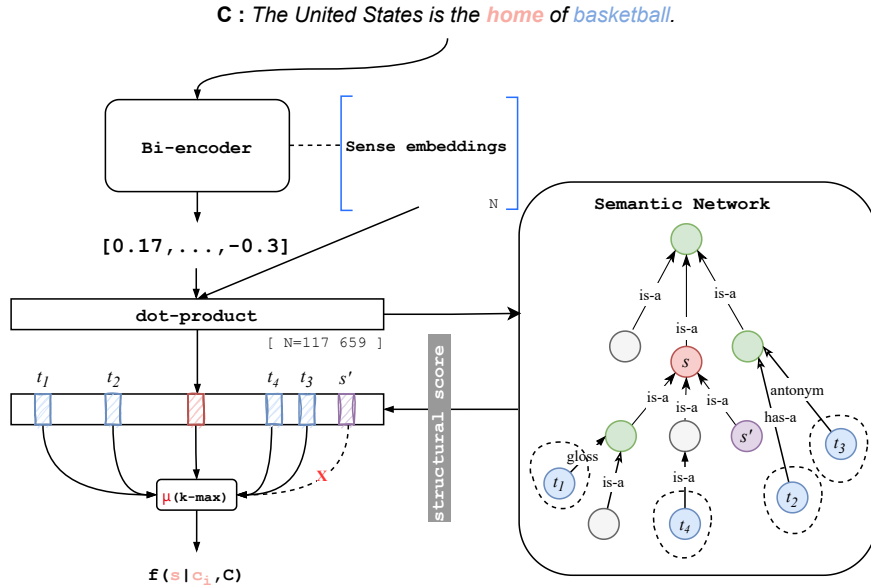 C : The United States is the home of basketball.
Bi-encoder
Sense embeddings
N
[0.17,...,-0.3]
dot-product
[ N=117 659 ]
t1 t2 t4 t3 s'
X
μ(k-max)
f(s|ci,C)
structural score
Semantic Network
is-a
is-a
is-a
s
antonym
is-a
is-a
is-a
has-a
s'
t3
gloss
t1
is-a
is-a
t2
t4